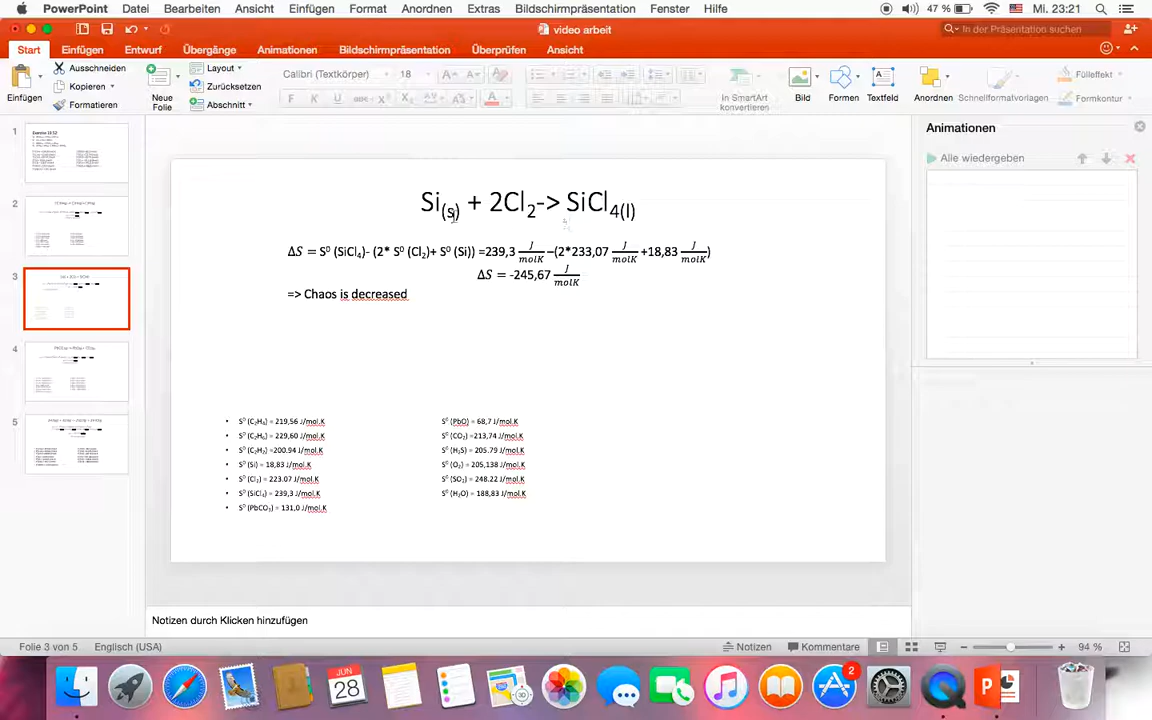 PowerPoint Datei Bearbeiten Ansicht Einfügen Format Anordnen Extras Bildschirmpräsentation Fenster Hilfe 47 % Mi. 23:21
video arbeit
In der Präsentation suchen
Start Einfügen Entwurf Übergänge Animationen Bildschirmpräsentation Überprüfen Ansicht
Einfügen
Ausschneiden
Kopieren
Formatieren
Neue
Folie
Layout
Zurücksetzen
Abschnitt
Calibri (Textkörper) 18
F K U abc X² X₂
In SmartArt
konvertieren
Bild
Formen
Textfeld
Anordnen
Schnellformatvorlagen
Fülleffekt
Formkontur
1
2
3
4
5
Si(s) + 2Cl2-> SiCl4(l)
ΔS = S⁰ (SiCl₄)- (2* S⁰ (Cl₂)+ S⁰ (Si)) =239,3 J/molK −(2*233,07 J/molK +18,83 J/molK)
ΔS = -245,67 J/molK
=> Chaos is decreased
• S⁰ (C₂H₄) = 219,56 J/mol.K
• S⁰ (C₂H₆) = 229,60 J/mol.K
• S⁰ (C₂H₂) =200.94 J/mol.K
• S⁰ (Si) = 18,83 J/mol.K
• S⁰ (Cl₂) = 223.07 J/mol.K
• S⁰ (SiCl₄) = 239,3 J/mol.K
• S⁰ (PbCO₃) = 131,0 J/mol.K
S⁰ (PbO) = 68,7 J/mol.K
S⁰ (CO₂) =213,74 J/mol.K
S⁰ (H₂S) = 205.79 J/mol.K
S⁰ (O₂) = 205,138 J/mol.K
S⁰ (SO₂) = 248.22 J/mol.K
S⁰ (H₂O) = 188,83 J/mol.K
Animationen
Alle wiedergeben
Notizen durch Klicken hinzufügen
Folie 3 von 5 Englisch (USA) Notizen Kommentare 94 %
JUN
28
2